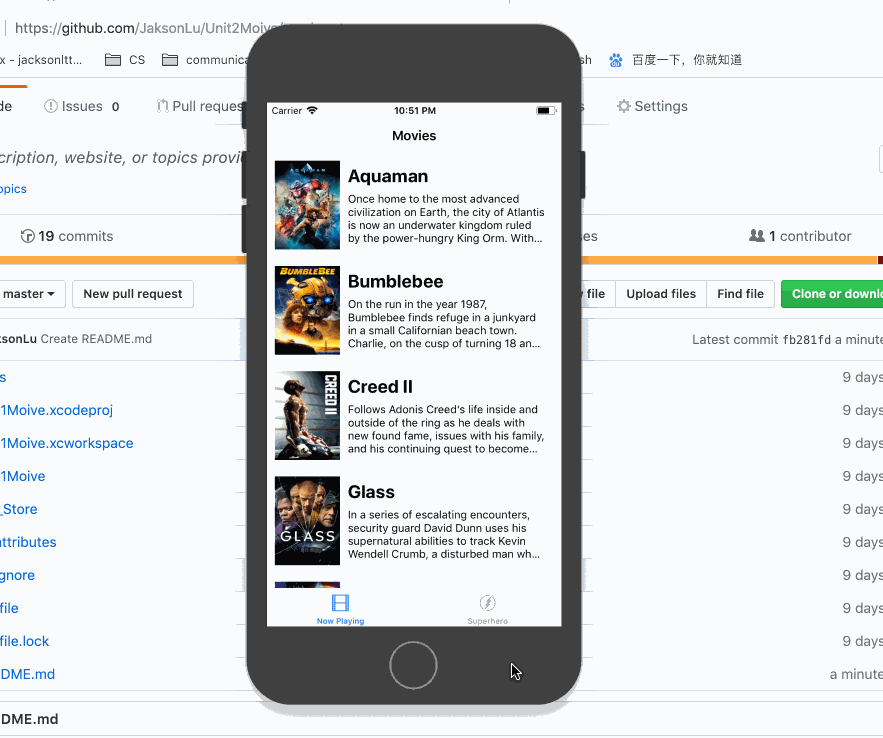 https://github.com/JaksonLu/Unit2Moive/
x - jacksonltt...
CS
communica
sh
百度一下，你就知道
de
Issues 0
Pull reques
s
Settings
cription, website, or topics provi
opics
19 commits
ses
1 contributor
master
New pull request
file
Upload files
Find file
Clone or downlo
ksonLu Create README.md
Latest commit fb281fd a minute
s
9 days
1Moive.xcodeproj
9 days
1Moive.xcworkspace
9 days
1Moive
9 days
_Store
9 days
attributes
9 days
gnore
9 days
file
9 days
file.lock
9 days
DME.md
a minute
DME.md
Carrier
10:51 PM
Movies
AQUAMAN
Aquaman
Once home to the most advanced
civilization on Earth, the city of Atlantis
is now an underwater kingdom ruled
by the power-hungry King Orm. With...
BUMBLEBEE
Bumblebee
On the run in the year 1987,
Bumblebee finds refuge in a junkyard
in a small Californian beach town.
Charlie, on the cusp of turning 18 an...
CREED II
Creed II
Follows Adonis Creed's life inside and
outside of the ring as he deals with
new found fame, issues with his family,
and his continuing quest to become...
GLASS
Glass
In a series of escalating encounters,
security guard David Dunn uses his
supernatural abilities to track Kevin
Wendell Crumb, a disturbed man wh...
Now Playing
Superhero